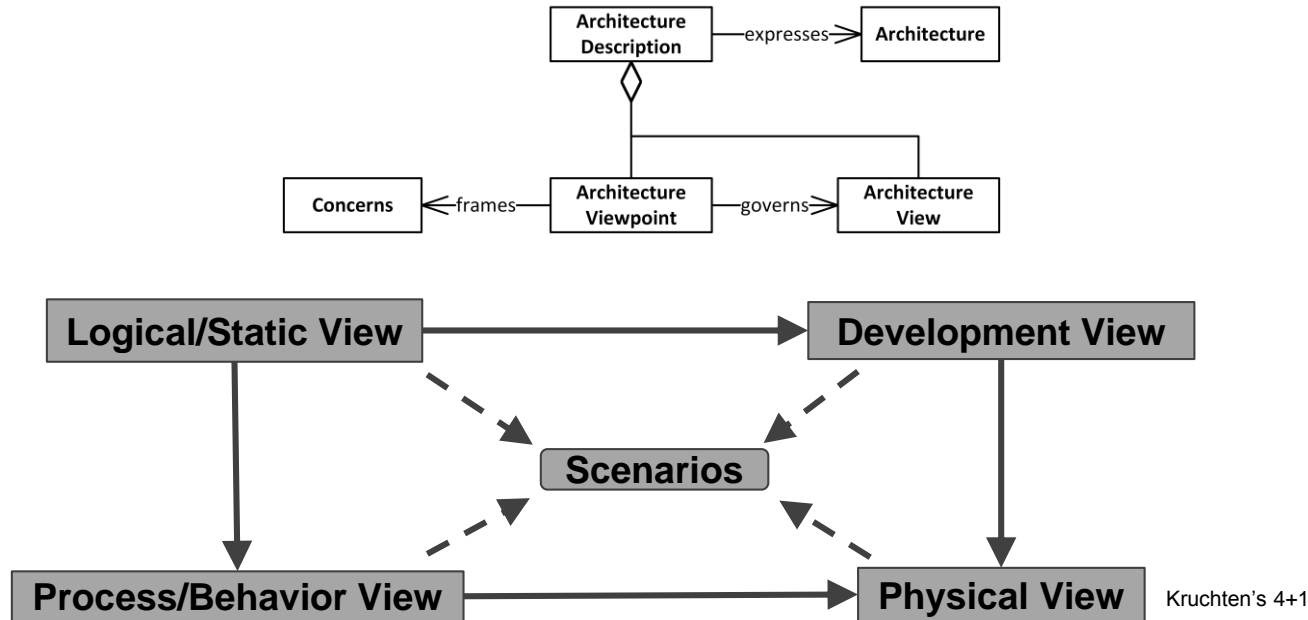 Architecture
Description
expresses
Architecture
Concerns
frames
Architecture
Viewpoint
governs
Architecture
View
Logical/Static View
Development View
Scenarios
Process/Behavior View
Physical View
Kruchten's 4+1